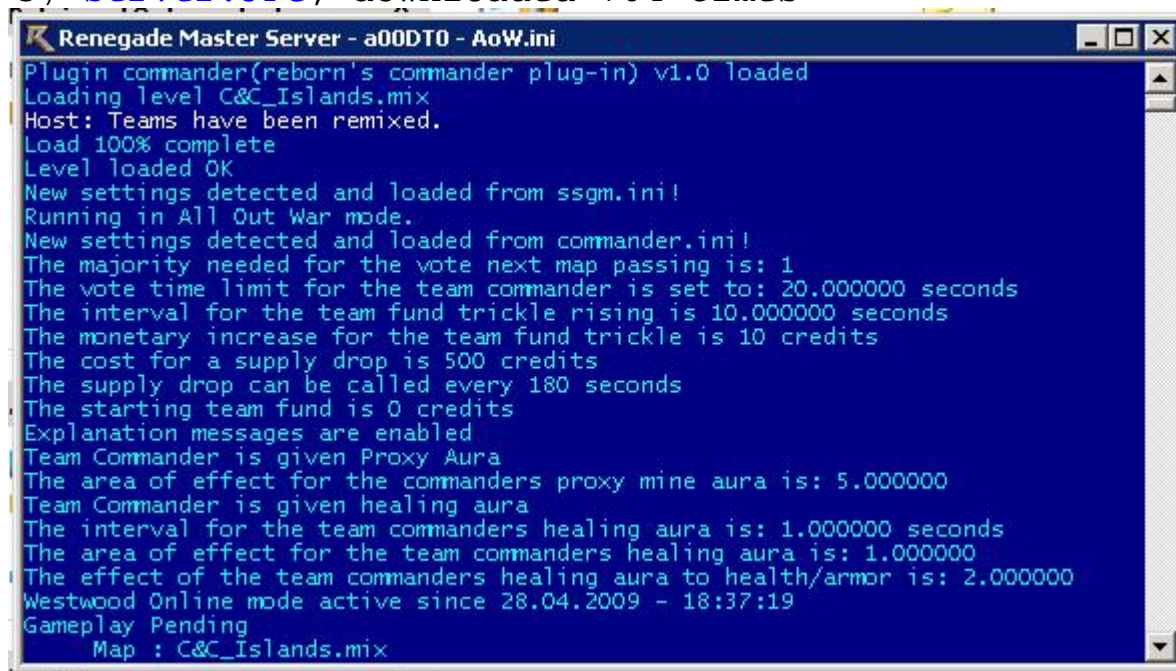 Renegade Master Server - a00DT0 - AoW.ini
Plugin commander(reborn's commander plug-in) v1.0 loaded
Loading level C&C_Islands.mix
Host: Teams have been remixed.
Load 100% complete
Level loaded OK
New settings detected and loaded from ssgm.ini!
Running in All Out War mode.
New settings detected and loaded from commander.ini!
The majority needed for the vote next map passing is: 1
The vote time limit for the team commander is set to: 20.000000 seconds
The interval for the team fund trickle rising is 10.000000 seconds
The monetary increase for the team fund trickle is 10 credits
The cost for a supply drop is 500 credits
The supply drop can be called every 180 seconds
The starting team fund is 0 credits
Explanation messages are enabled
Team Commander is given Proxy Aura
The area of effect for the commanders proxy mine aura is: 5.000000
Team Commander is given healing aura
The interval for the team commanders healing aura is: 1.000000 seconds
The area of effect for the team commanders healing aura is: 1.000000
The effect of the team commanders healing aura to health/armor is: 2.000000
Westwood Online mode active since 28.04.2009 - 18:37:19
Gameplay Pending
Map : C&C_Islands.mix